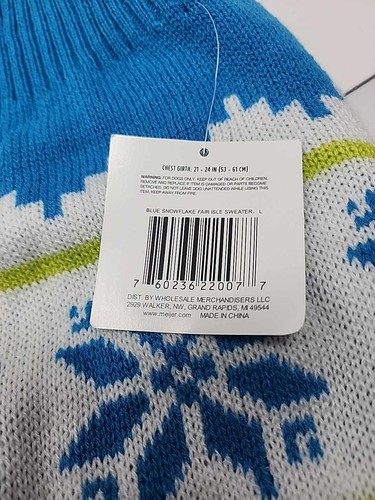 CHEST GIRTH: 21 - 24 IN (53 - 61 CM)
WARNING: FOR DOGS ONLY. KEEP OUT OF REACH OF CHILDREN.
REMOVE AND REPLACE IF ITEM IS DAMAGED OR PARTS BECOME
DETACHED. DO NOT LEAVE DOG UNATTENDED WHILE USING THIS
ITEM. KEEP AWAY FROM FIRE.
BLUE SNOWFLAKE FAIR ISLE SWEATER, L
7 60236 22007 7
DIST. BY WHOLESALE MERCHANDISERS LLC
2929 WALKER, NW, GRAND RAPIDS, MI 49544
www.meijer.com MADE IN CHINA